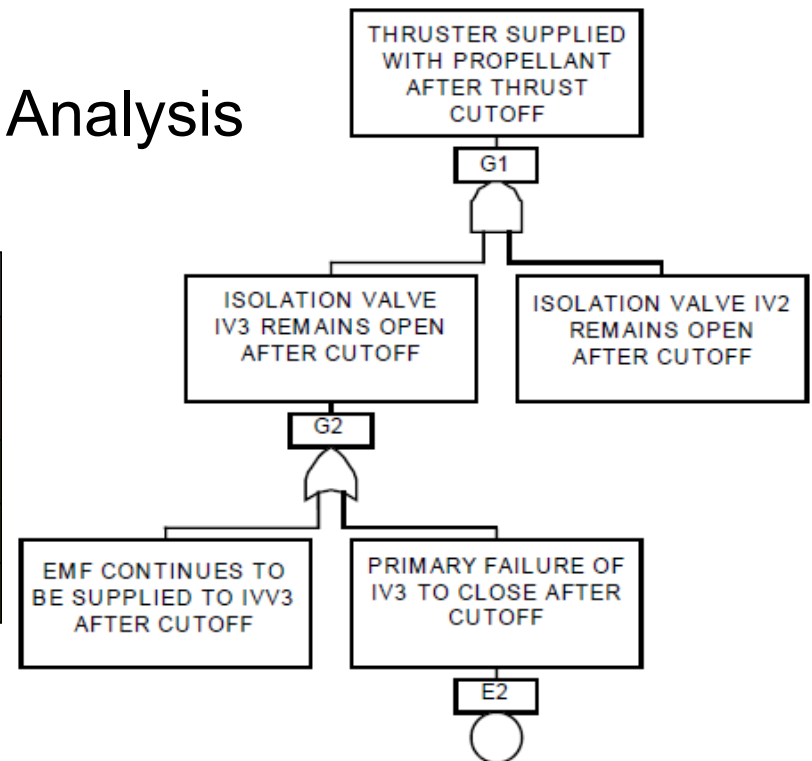 Analysis
THRUSTER SUPPLIED
WITH PROPELLANT
AFTER THRUST
CUTOFF
G1
ISOLATION VALVE
IV3 REMAINS OPEN
AFTER CUTOFF
ISOLATION VALVE IV2
REMAINS OPEN
AFTER CUTOFF
G2
EMF CONTINUES TO
BE SUPPLIED TO IVV3
AFTER CUTOFF
PRIMARY FAILURE OF
IV3 TO CLOSE AFTER
CUTOFF
E2